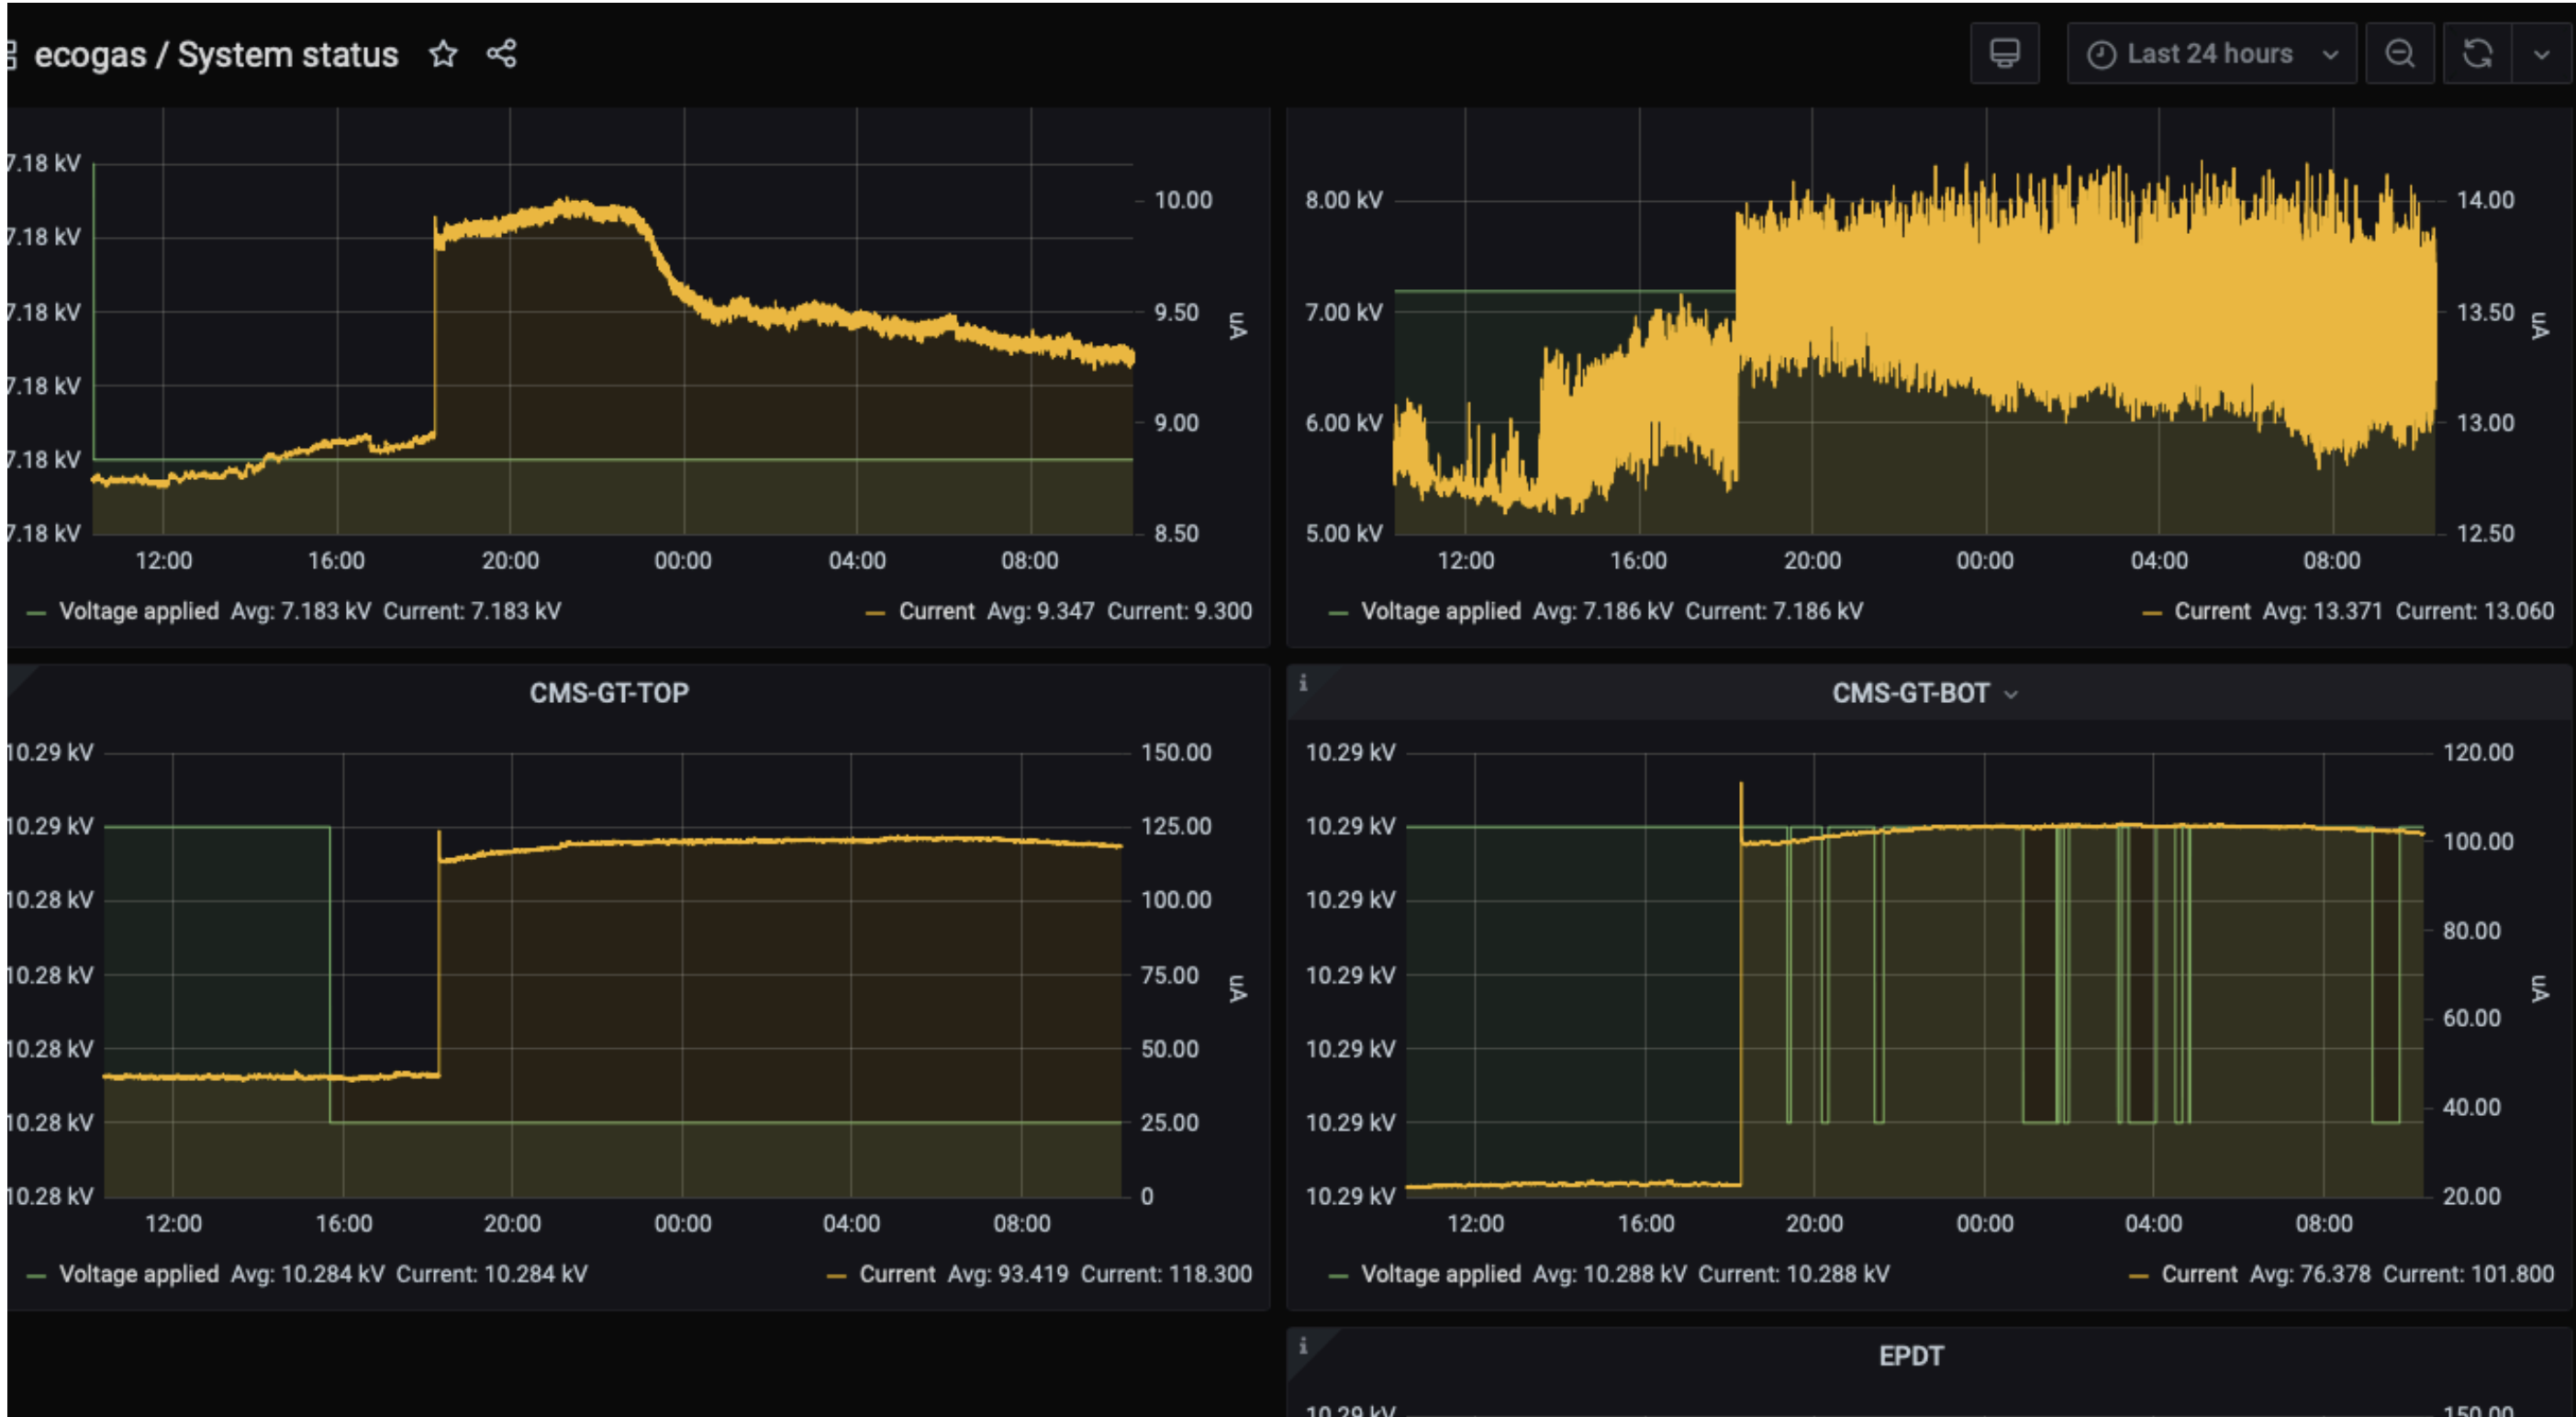 ecogas / System status
Last 24 hours
7.18 kV
7.18 kV
7.18 kV
7.18 kV
7.18 kV
7.18 kV
10.00
9.50
9.00
8.50
uA
12:00 16:00 20:00 00:00 04:00 08:00
Voltage applied Avg: 7.183 kV Current: 7.183 kV
Current Avg: 9.347 Current: 9.300
8.00 kV
7.00 kV
6.00 kV
5.00 kV
14.00
13.50
13.00
12.50
uA
12:00 16:00 20:00 00:00 04:00 08:00
Voltage applied Avg: 7.186 kV Current: 7.186 kV
Current Avg: 13.371 Current: 13.060
CMS-GT-TOP
10.29 kV
10.29 kV
10.28 kV
10.28 kV
10.28 kV
10.28 kV
10.28 kV
150.00
125.00
100.00
75.00
50.00
25.00
0
uA
12:00 16:00 20:00 00:00 04:00 08:00
Voltage applied Avg: 10.284 kV Current: 10.284 kV
Current Avg: 93.419 Current: 118.300
i
CMS-GT-BOT
10.29 kV
10.29 kV
10.29 kV
10.29 kV
10.29 kV
10.29 kV
10.29 kV
120.00
100.00
80.00
60.00
40.00
20.00
uA
12:00 16:00 20:00 00:00 04:00 08:00
Voltage applied Avg: 10.288 kV Current: 10.288 kV
Current Avg: 76.378 Current: 101.800
i
EPDT
10.29 kV
150.00